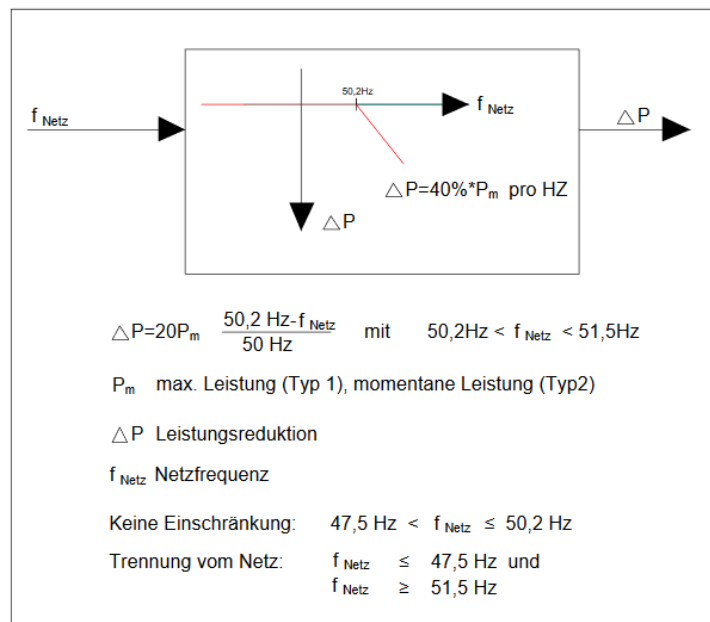 50,2Hz
f Netz
f Netz
△P
△P=40%*Pm pro HZ
△P
△P=20Pm 50,2 Hz-f Netz mit 50,2Hz < f Netz < 51,5Hz
50 Hz
Pm max. Leistung (Typ 1), momentane Leistung (Typ2)
△P Leistungsreduktion
f Netz Netzfrequenz
Keine Einschränkung: 47,5 Hz < f Netz ≤ 50,2 Hz
Trennung vom Netz: f Netz ≤ 47,5 Hz und
f Netz ≥ 51,5 Hz